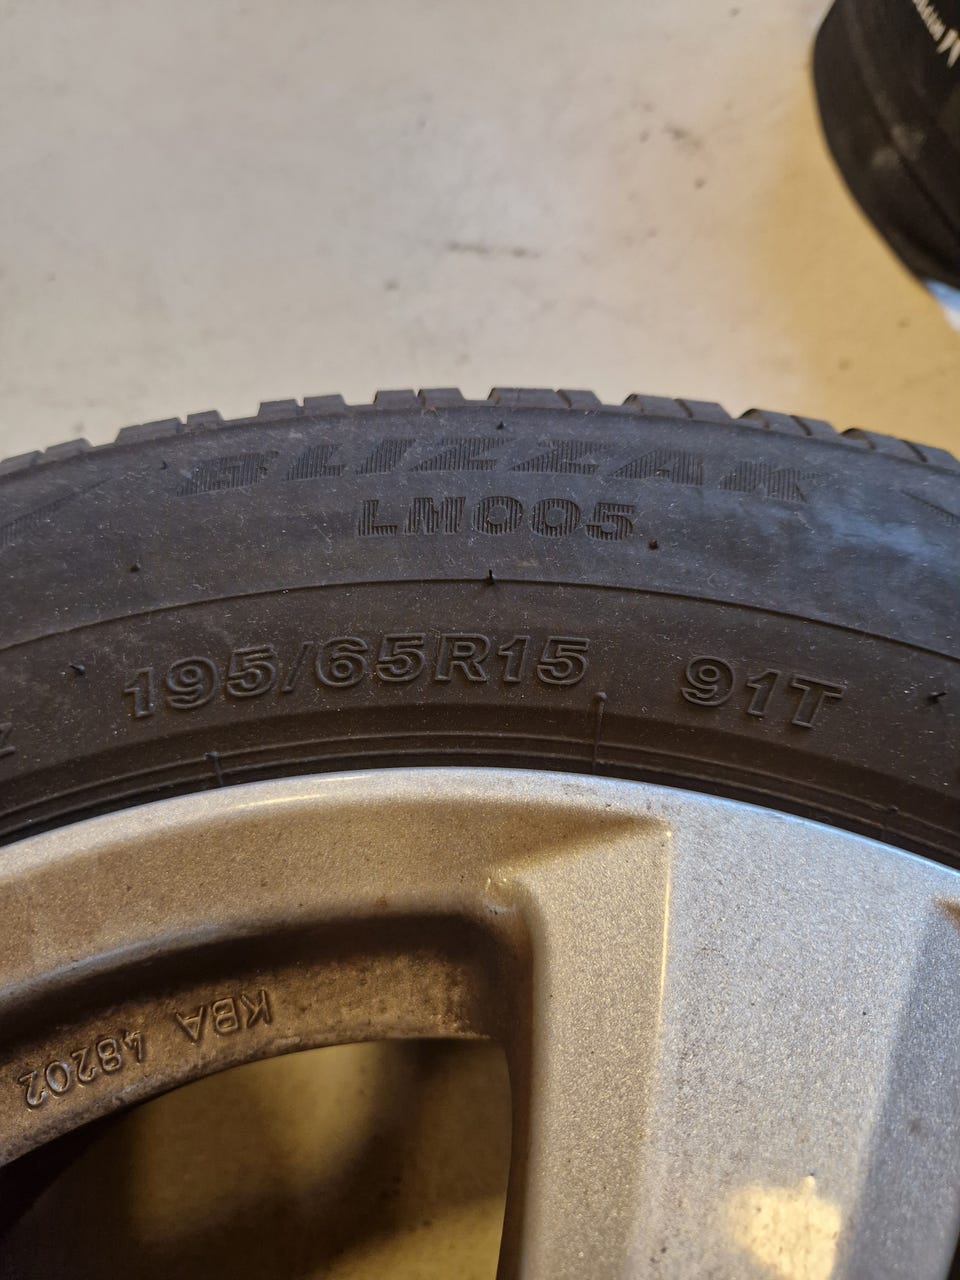 BLIZZAK
LM005
195/65R15 91T
KBA 48202